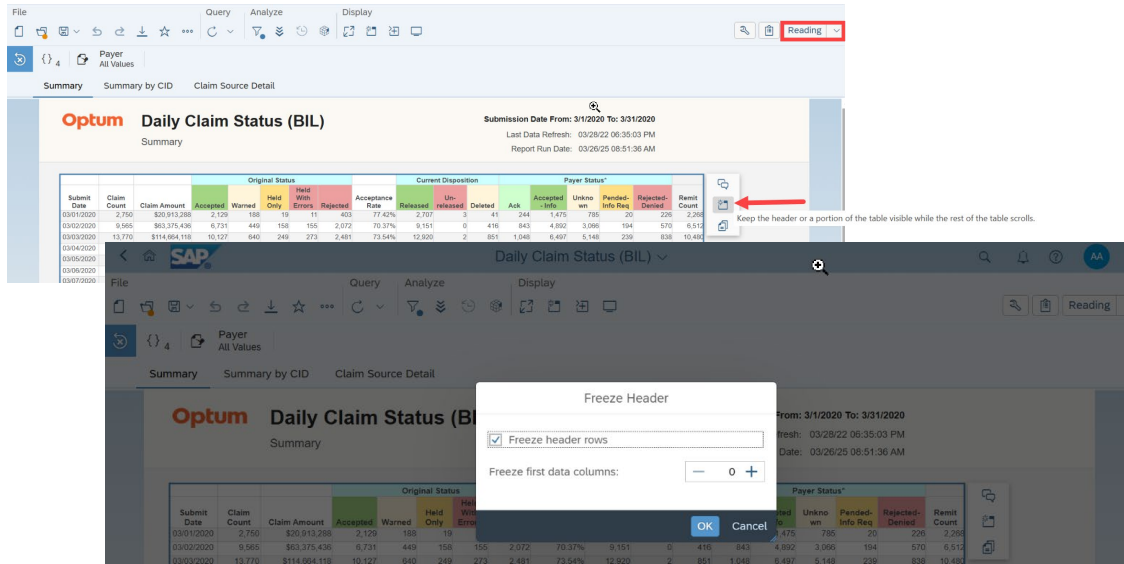 File Query Analyze Display
Reading
{} 4 Payer
All Values
Summary Summary by CID Claim Source Detail
Optum Daily Claim Status (BIL)
Summary
Submission Date From: 3/1/2020 To: 3/31/2020
Last Data Refresh: 03/28/22 06:35:03 PM
Report Run Date: 03/26/25 08:51:36 AM
Original Status Current Disposition Payer Status*
Submit Date Claim Count Claim Amount Accepted Warned Held Only Held With Errors Rejected Acceptance Rate Released Un-released Deleted Ack Accepted - Info Unknown Pended-Info Req Rejected-Denied Remit Count
03/01/2020 2,750 $20,913,288 2,129 188 19 11 403 77.42% 2,707 3 41 244 1,475 785 20 226 2,268
03/02/2020 9,565 $63,375,436 6,731 449 158 155 2,072 70.37% 9,151 0 416 843 4,892 3,066 194 570 6,512
03/03/2020 13,770 $114,664,118 10,127 640 249 273 2,481 73.54% 12,920 2 851 1,048 6,497 5,148 239 838 10,480
03/04/2020
03/05/2020
03/06/2020
03/07/2020
Keep the header or a portion of the table visible while the rest of the table scrolls.
SAP Daily Claim Status (BIL) AA
File Query Analyze Display
Reading
{} 4 Payer
All Values
Summary Summary by CID Claim Source Detail
Optum Daily Claim Status (BI
Summary
From: 3/1/2020 To: 3/31/2020
fresh: 03/28/22 06:35:03 PM
Date: 03/26/25 08:51:36 AM
Freeze Header
Freeze header rows
Freeze first data columns: 0
OK Cancel
Original Status Payer Status*
Submit Date Claim Count Claim Amount Accepted Warned Held Only Unknown Pended-Info Req Rejected-Denied Remit Count
03/01/2020 2,750 $20,913,288 2,129 188 19 1,475 785 20 226 2,268
03/02/2020 9,565 $63,375,436 6,731 449 158 155 2,072 70.37% 9,151 0 416 843 4,892 3,066 194 570 6,512
03/03/2020 13,770 $114,664,118 10,127 640 249 273 2,481 73.54% 12,920 2 851 1,048 6,497 5,148 239 838 10,480